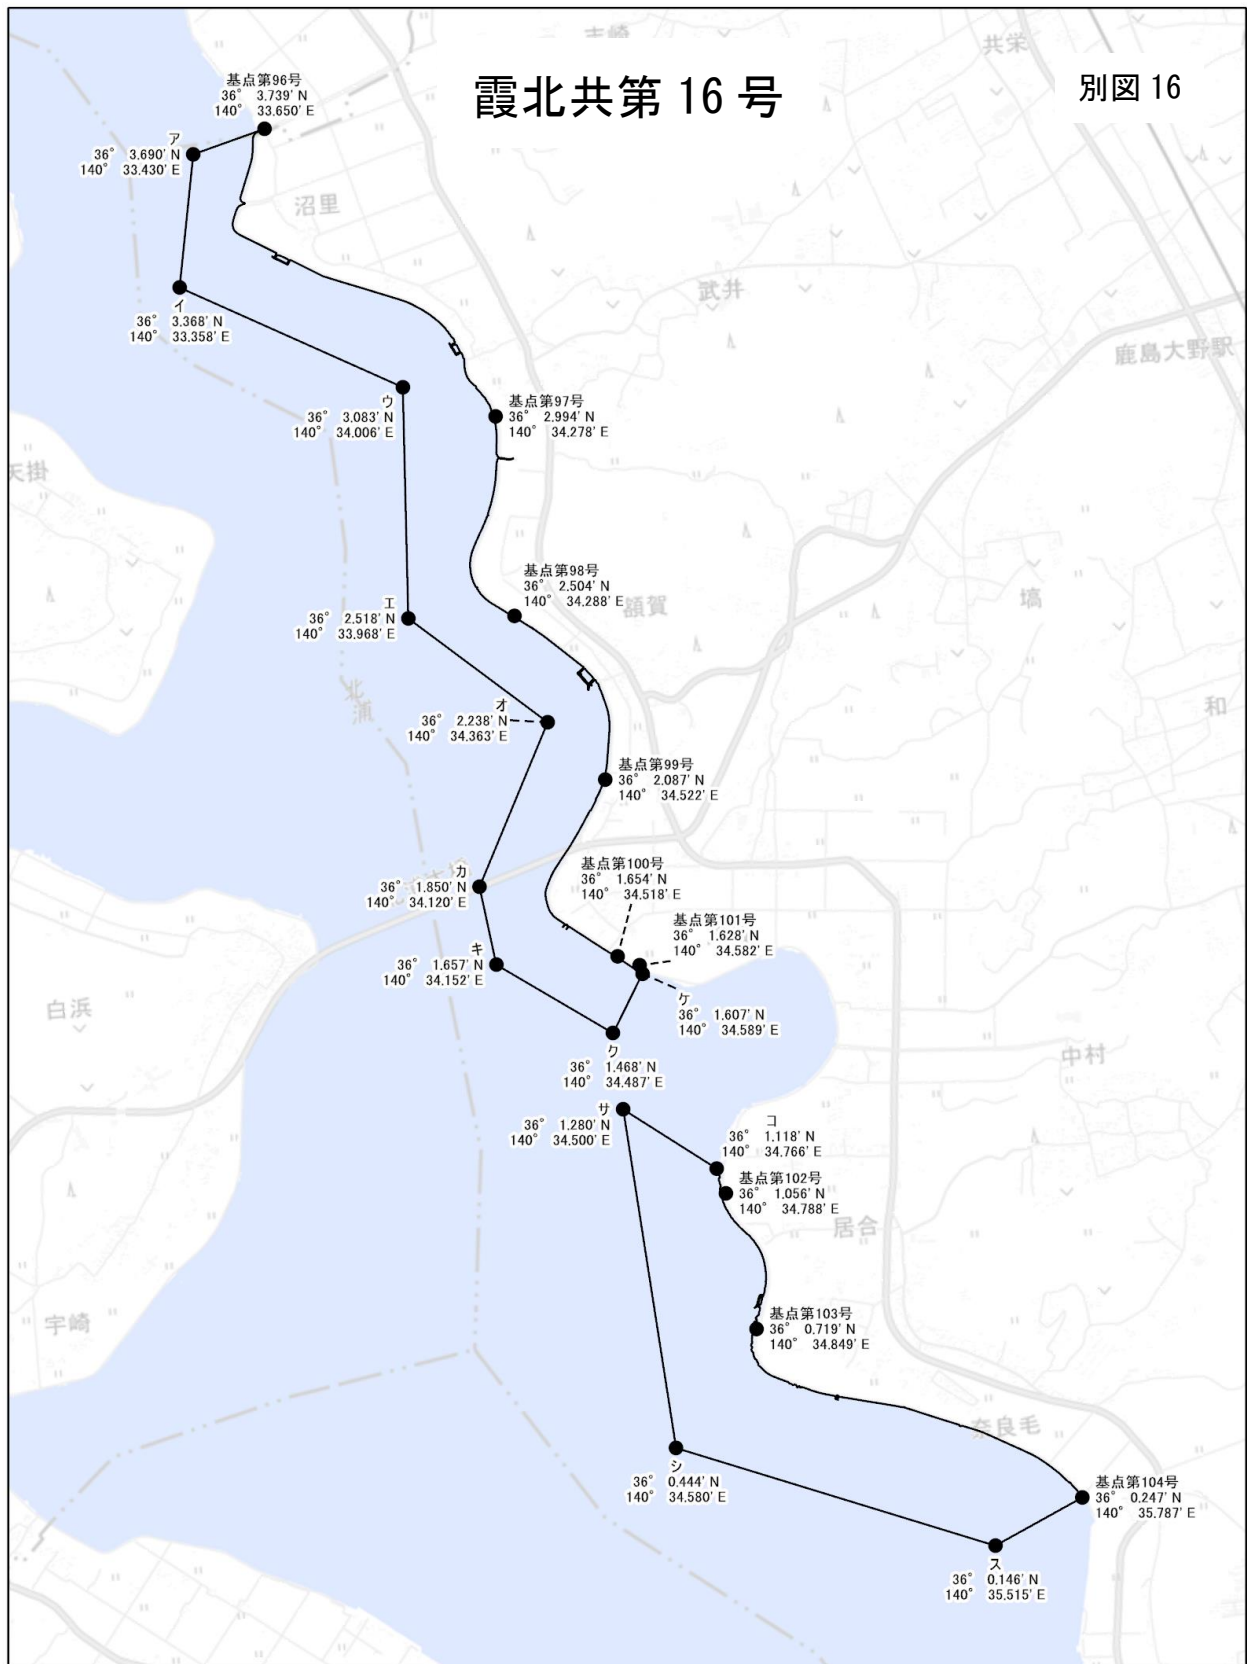 霞北共第 16 号
別図 16
共栄
基点第96号
36° 3.739' N
140° 33.650' E
ア
36° 3.690' N
140° 33.430' E
沼里
武井
イ
36° 3.368' N
140° 33.358' E
鹿島大野駅
ウ
36° 3.083' N
140° 34.006' E
基点第97号
36° 2.994' N
140° 34.278' E
天掛
基点第98号
36° 2.504' N
140° 34.288' E
額賀
塙
エ
36° 2.518' N
140° 33.968' E
北浦
和
オ
36° 2.238' N
140° 34.363' E
基点第99号
36° 2.087' N
140° 34.522' E
カ
36° 1.850' N
140° 34.120' E
基点第100号
36° 1.654' N
140° 34.518' E
基点第101号
36° 1.628' N
140° 34.582' E
キ
36° 1.657' N
140° 34.152' E
ケ
36° 1.607' N
140° 34.589' E
白浜
中村
ク
36° 1.468' N
140° 34.487' E
サ
36° 1.280' N
140° 34.500' E
コ
36° 1.118' N
140° 34.766' E
基点第102号
36° 1.056' N
140° 34.788' E
居合
宇崎
基点第103号
36° 0.719' N
140° 34.849' E
奈良毛
シ
36° 0.444' N
140° 34.580' E
基点第104号
36° 0.247' N
140° 35.787' E
ス
36° 0.146' N
140° 35.515' E